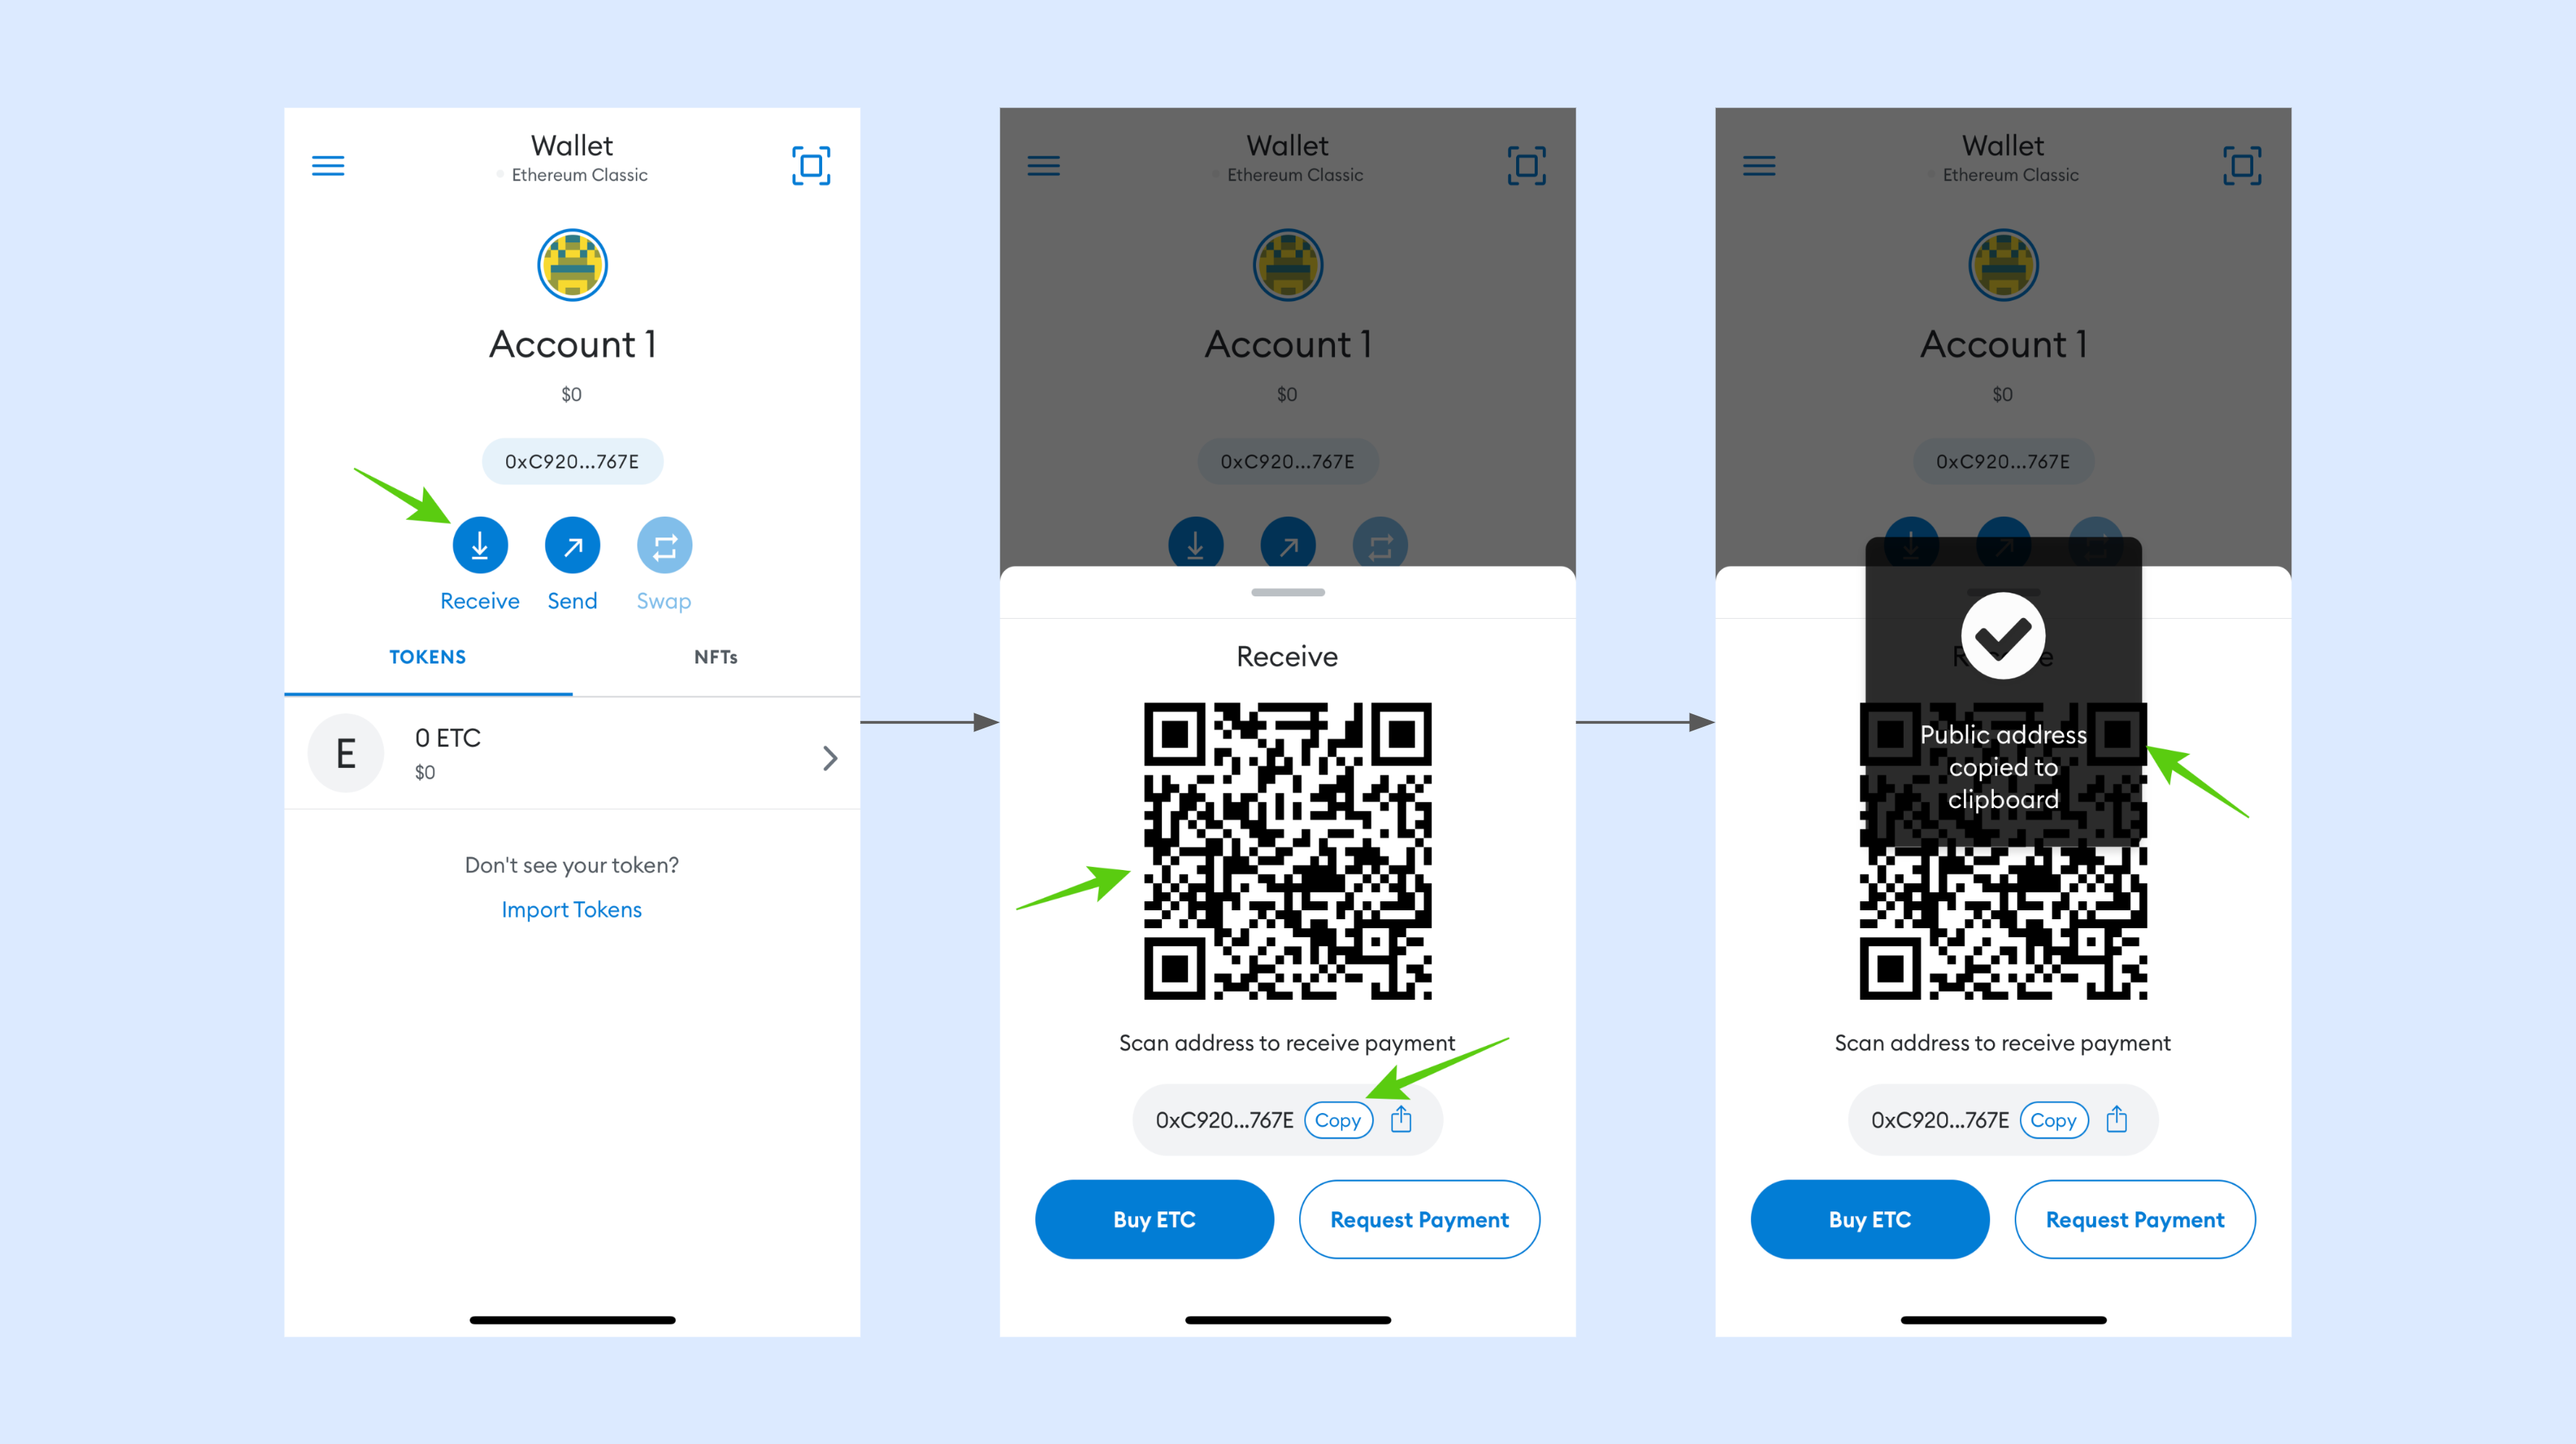 Wallet
Ethereum Classic
Account 1
$0
0xC920...767E
Receive Send Swap
TOKENS NFTs
E
0 ETC
$0
Don't see your token?
Import Tokens
Wallet
Ethereum Classic
Account 1
$0
0xC920...767E
Receive
Scan address to receive payment
0xC920...767E Copy
Buy ETC Request Payment
Wallet
Ethereum Classic
Account 1
$0
0xC920...767E
Receive
Public address
copied to
clipboard
Scan address to receive payment
0xC920...767E Copy
Buy ETC Request Payment